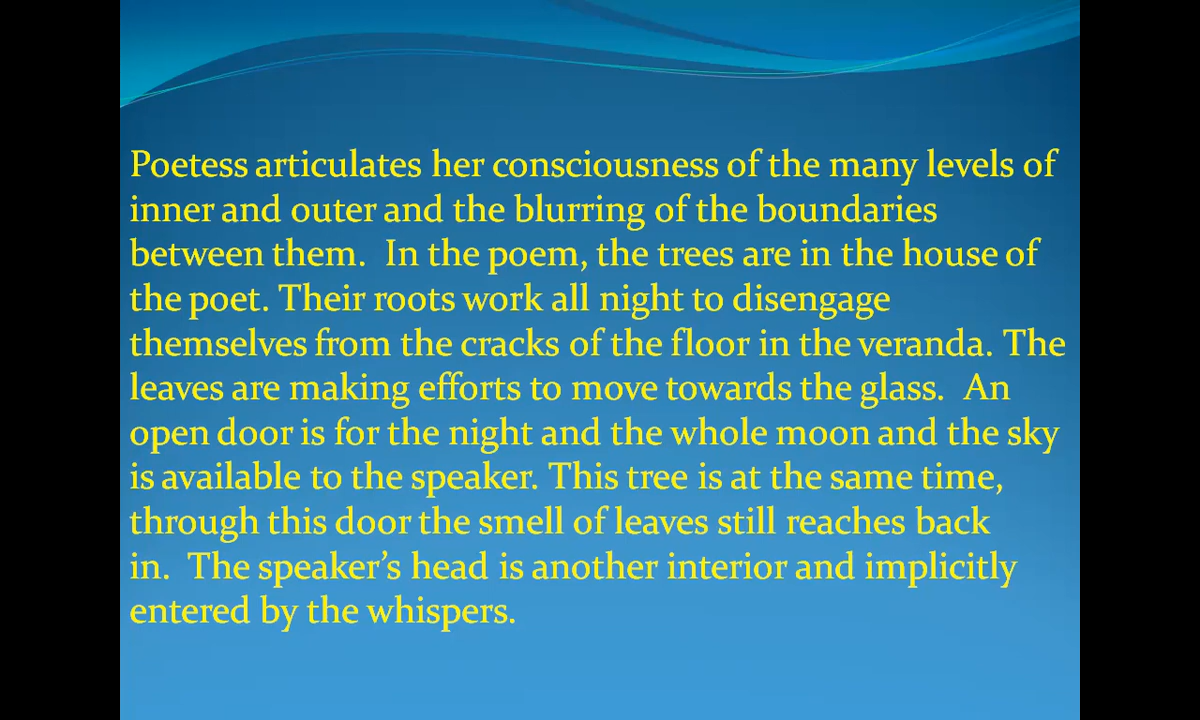 Poetess articulates her consciousness of the many levels of
inner and outer and the blurring of the boundaries
between them.  In the poem, the trees are in the house of
the poet. Their roots work all night to disengage
themselves from the cracks of the floor in the veranda. The
leaves are making efforts to move towards the glass.  An
open door is for the night and the whole moon and the sky
is available to the speaker. This tree is at the same time,
through this door the smell of leaves still reaches back
in.  The speaker’s head is another interior and implicitly
entered by the whispers.